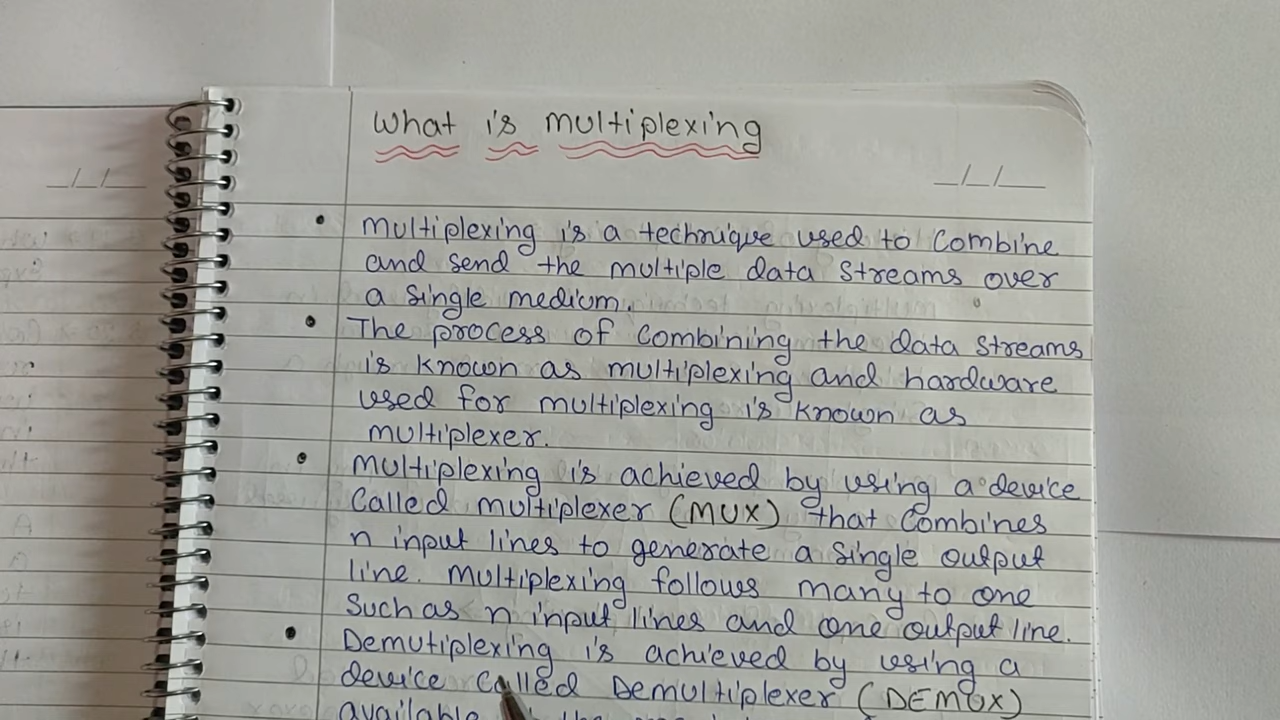 What is multiplexing
_/_/__
_/_/__
• multiplexing is a technique used to combine
and send the multiple data streams over
a single medium.
• The process of combining the data streams
is known as multiplexing and hardware
used for multiplexing is known as
multiplexer.
• multiplexing is achieved by using a device
called multiplexer (MUX) that combines
n input lines to generate a single output
line. multiplexing follows many to one
such as n input lines and one output line.
• Demutiplexing is achieved by using a
device called Demultiplexer (DEMUX)
available